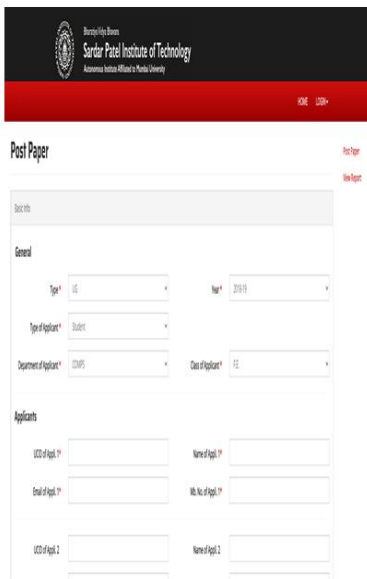 Bharatiya Vidya Bhavans
Sardar Patel Institute of Technology
Autonomous Institute Affiliated to Mumbai University
HOME LOGIN
Post Paper
Post Paper
View Report
Basic Info
General
Type * UG Year * 2018-19
Type of Applicant * Student
Department of Applicant * COMPS Class of Applicant * F.E.
Applicants
UCID of Appl. 1* Name of Appl. 1*
Email of Appl. 1* Mb. No. of Appl. 1*
UCID of Appl. 2 Name of Appl. 2